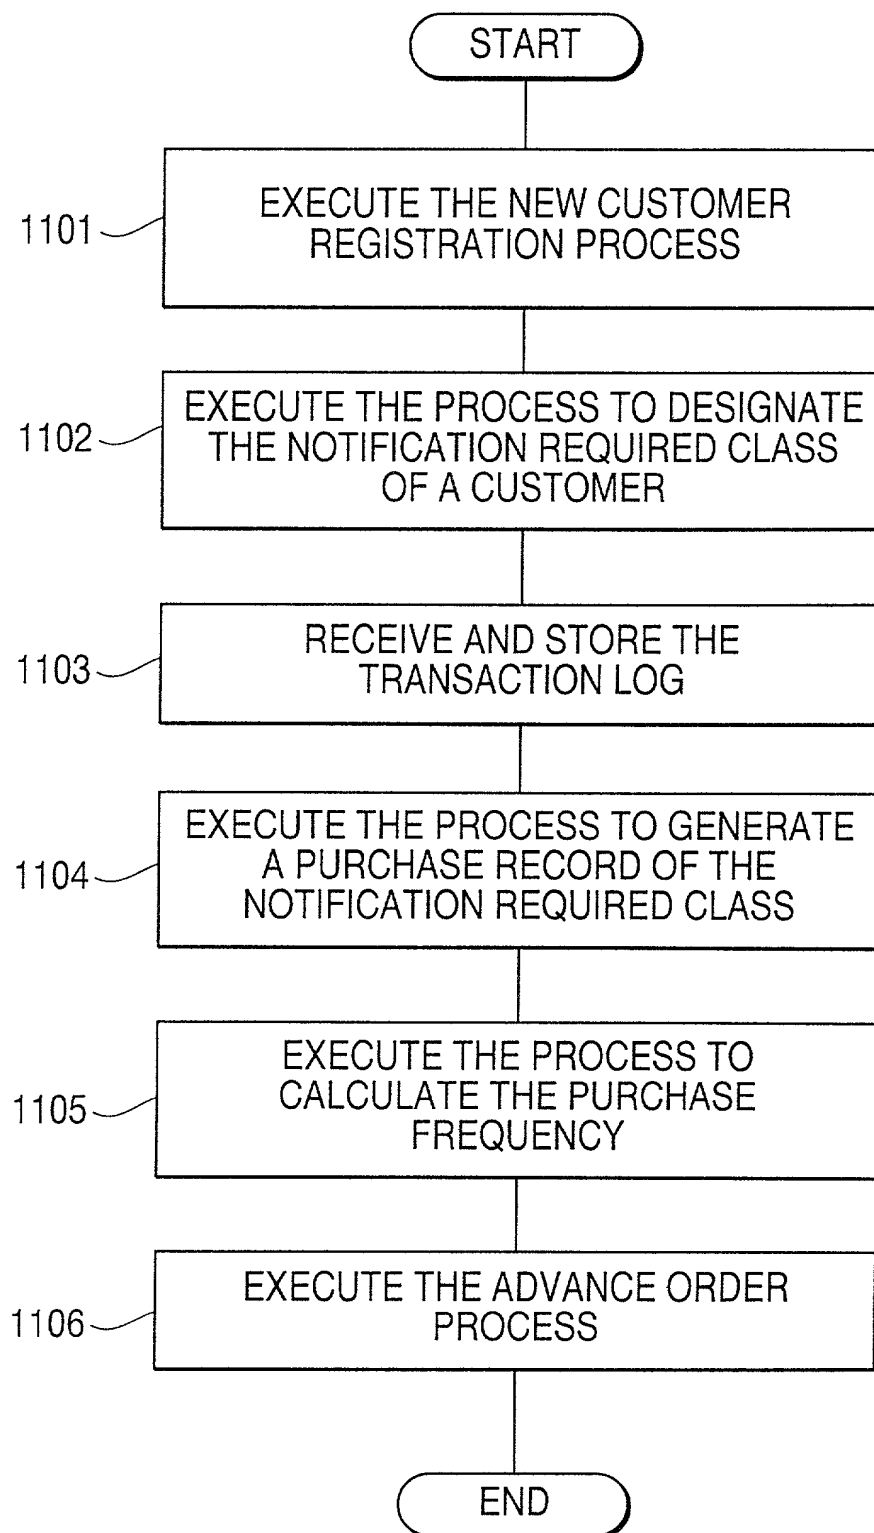 START
1101
EXECUTE THE NEW CUSTOMER
REGISTRATION PROCESS
1102
EXECUTE THE PROCESS TO DESIGNATE
THE NOTIFICATION REQUIRED CLASS
OF A CUSTOMER
1103
RECEIVE AND STORE THE
TRANSACTION LOG
1104
EXECUTE THE PROCESS TO GENERATE
A PURCHASE RECORD OF THE
NOTIFICATION REQUIRED CLASS
1105
EXECUTE THE PROCESS TO
CALCULATE THE PURCHASE
FREQUENCY
1106
EXECUTE THE ADVANCE ORDER
PROCESS
END